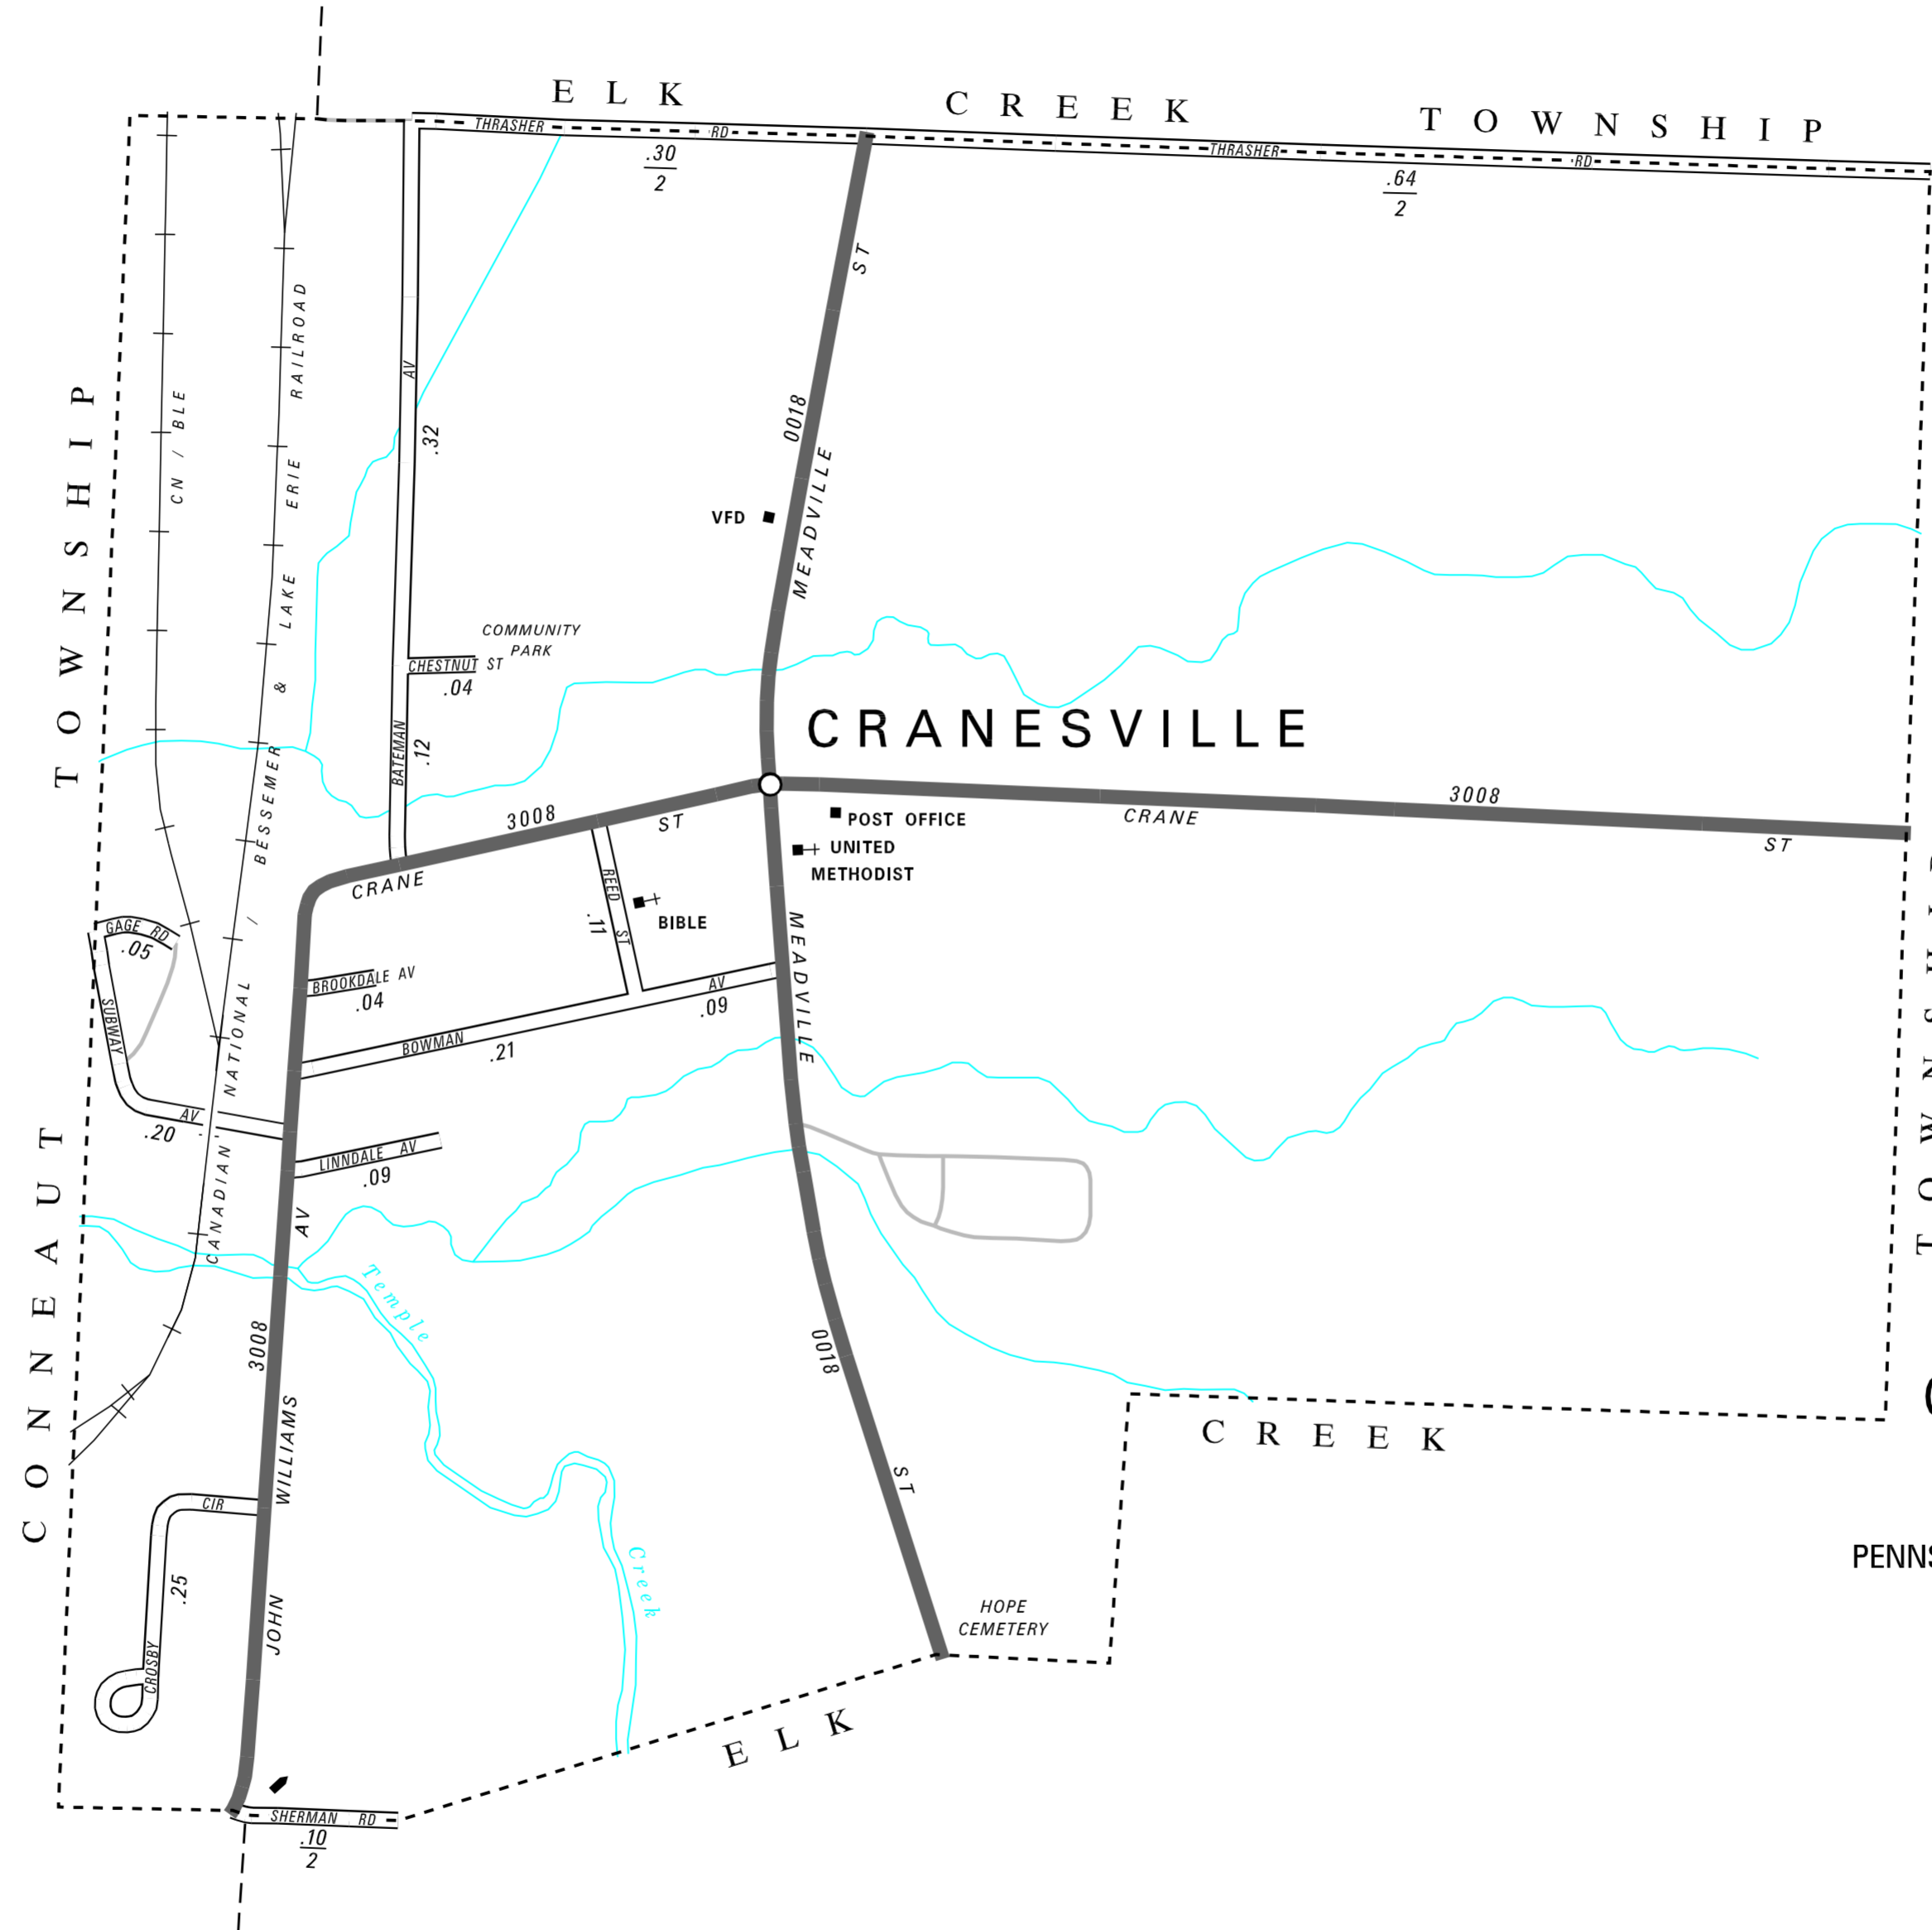 ELK CREEK TOWNSHIP
THRASHER RD
THRASHER RD
.30
2
.64
2
CONNEAUT TOWNSHIP
CN / BLE
BESSEMER & LAKE ERIE RAILROAD
CANADIAN NATIONAL /
BATEMAN AV
.32
.12
ST
0018
MEADVILLE
VFD
COMMUNITY
PARK
CHESTNUT ST
.04
CRANESVILLE
3008
CRANE ST
3008
CRANE ST
POST OFFICE
UNITED
METHODIST
REED ST
.11
BIBLE
GAGE RD
.05
SUBWAY AV
.20
BROOKDALE AV
.04
BOWMAN AV
.21
.09
MEADVILLE
LINNDALE AV
.09
JOHN WILLIAMS AV
3008
Temple Creek
0018
ST
CIR
CROSBY
.25
HOPE
CEMETERY
ELK CREEK
SHERMAN RD
.10
2